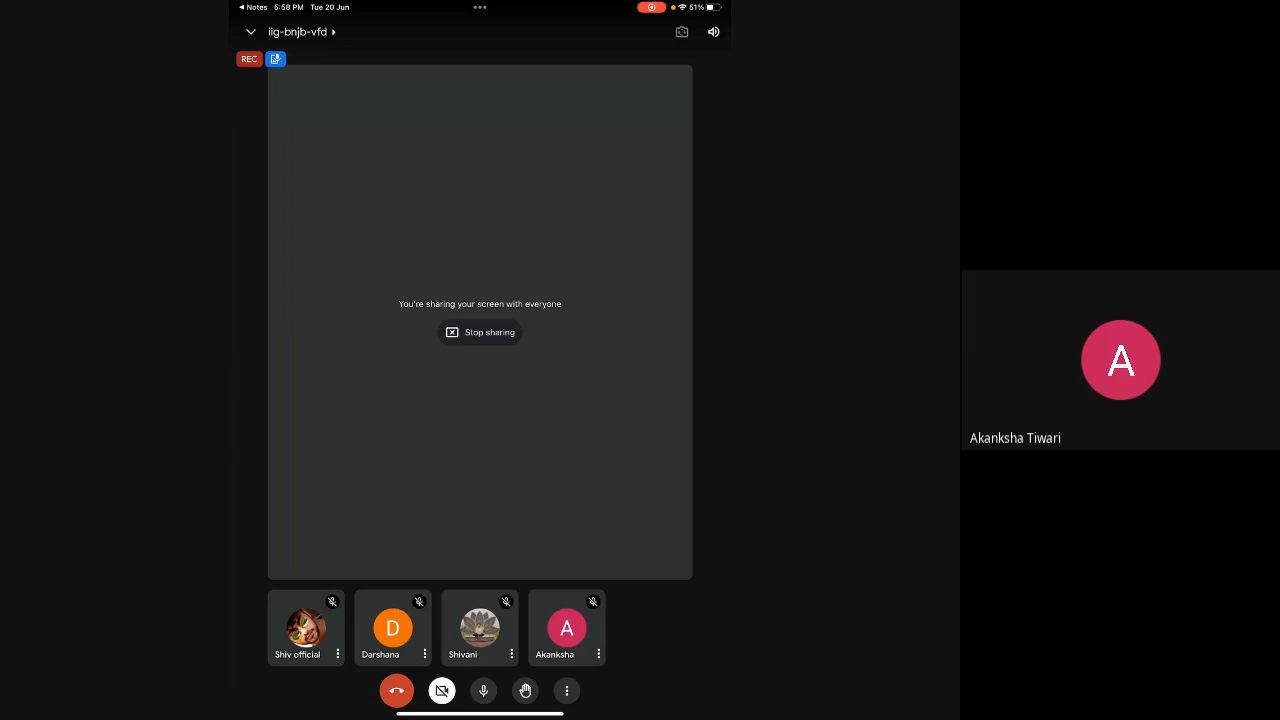 Notes 5:58 PM Tue 20 Jun
51%
iig-bnjb-vfd
REC
You're sharing your screen with everyone
Stop sharing
D
A
Shiv official
Darshana
Shivani
Akanksha
A
Akanksha Tiwari